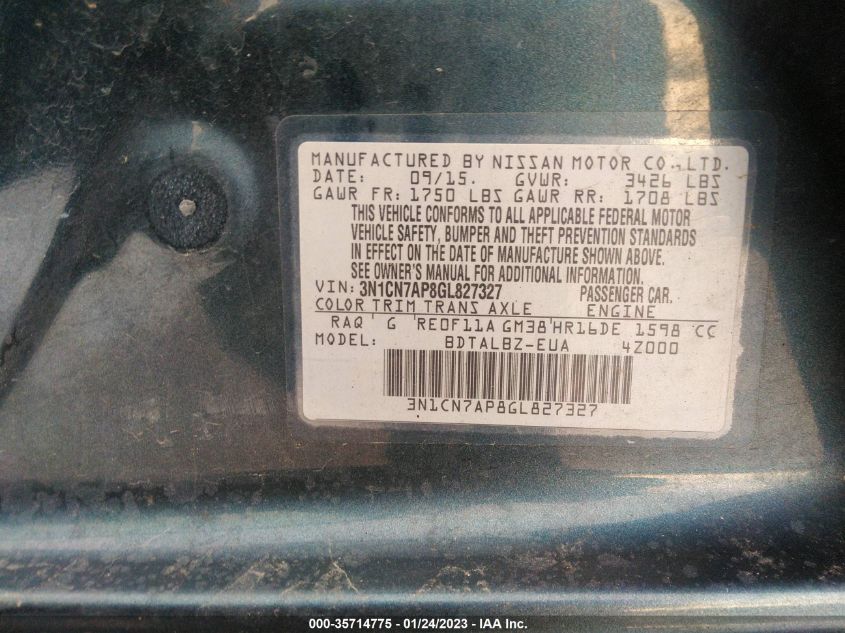 MANUFACTURED BY NISSAN MOTOR CO.,LTD.
DATE: 09/15. GVWR: 3426 LBS
GAWR FR: 1750 LBS GAWR RR: 1708 LBS
THIS VEHICLE CONFORMS TO ALL APPLICABLE FEDERAL MOTOR
VEHICLE SAFETY, BUMPER AND THEFT PREVENTION STANDARDS
IN EFFECT ON THE DATE OF MANUFACTURE SHOWN ABOVE.
SEE OWNER'S MANUAL FOR ADDITIONAL INFORMATION.
VIN: 3N1CN7AP8GL827327 PASSENGER CAR.
COLOR TRIM TRANS AXLE ENGINE
RAQ ' G 'RE0F11A GM38'HR16DE 1598 CC
MODEL: BDTALBZ-EUA 4Z000
3N1CN7AP8GL827327
000-35714775 - 01/24/2023 - IAA Inc.